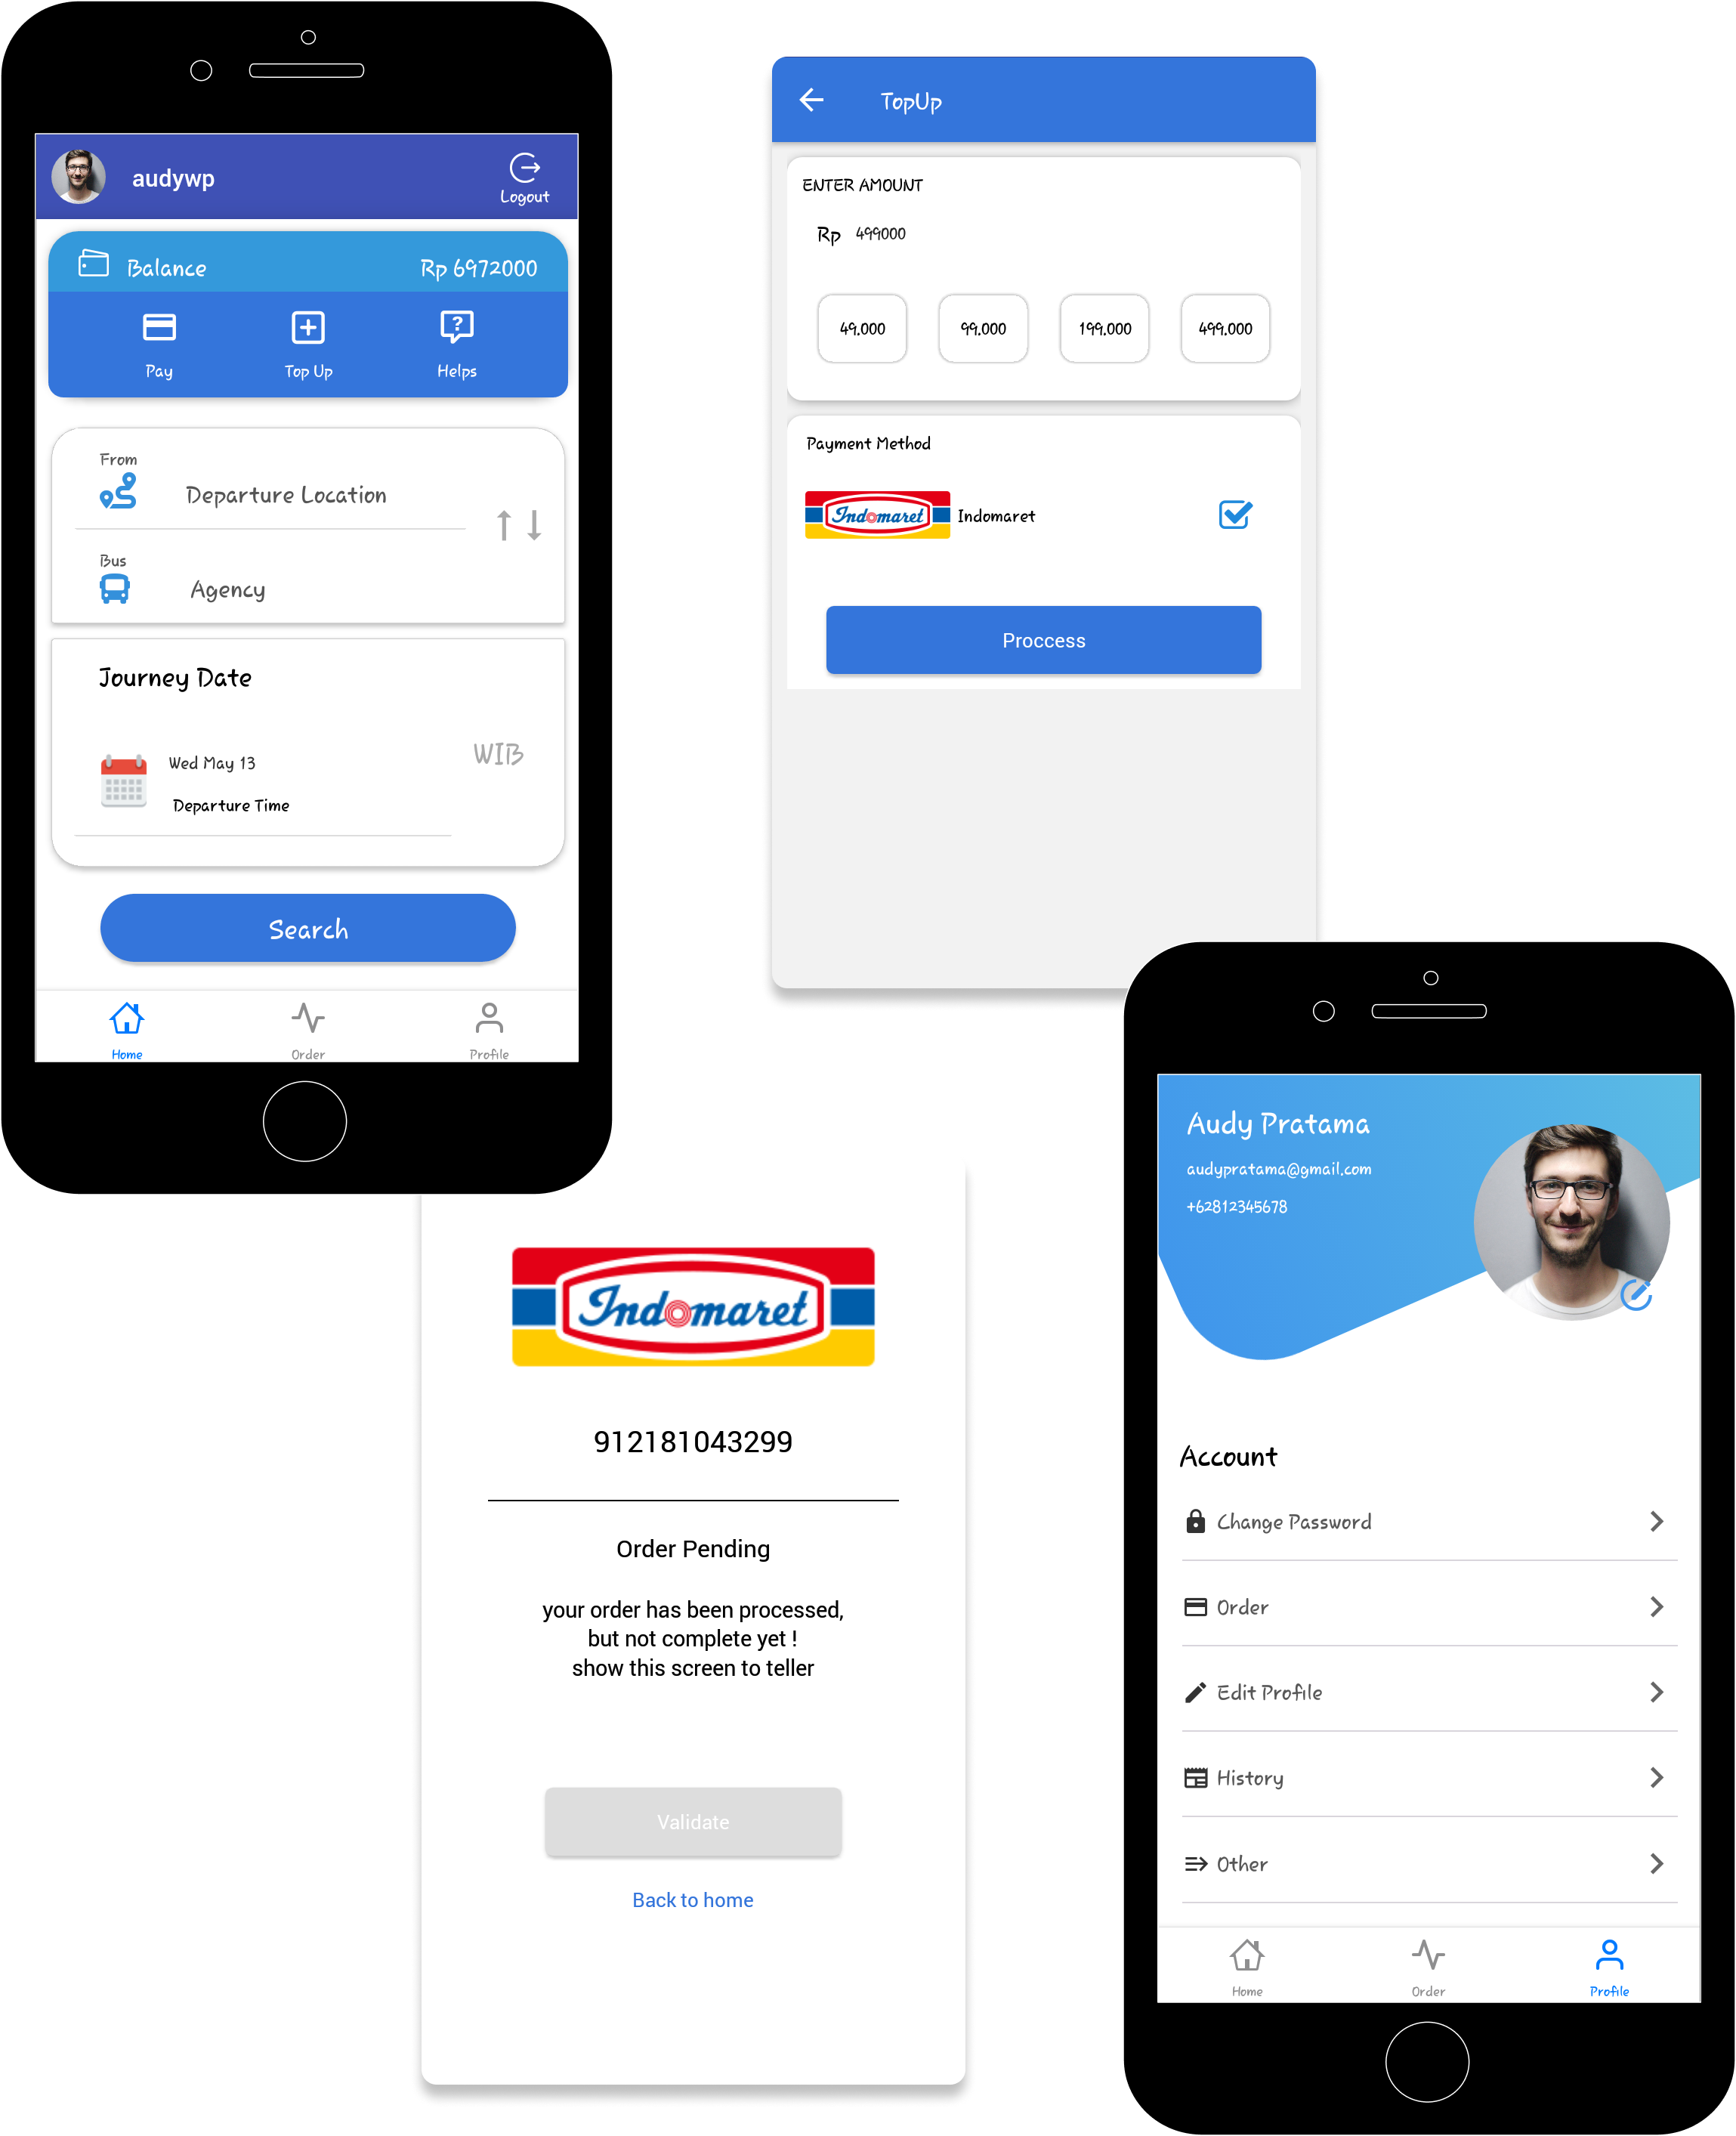 audywp
Logout
Balance
Rp 6972000
Pay
Top Up
Helps
From
Departure Location
Bus
Agency
Journey Date
Wed May 13
WIB
Departure Time
Search
Home
Order
Profile
TopUp
ENTER AMOUNT
Rp 499000
49.000
99.000
199.000
499.000
Payment Method
Indomaret
Indomaret
Proccess
Indomaret
912181043299
Order Pending
your order has been processed,
but not complete yet !
show this screen to teller
Validate
Back to home
Audy Pratama
audypratama@gmail.com
+62812345678
Account
Change Password
Order
Edit Profile
History
Other
Home
Order
Profile